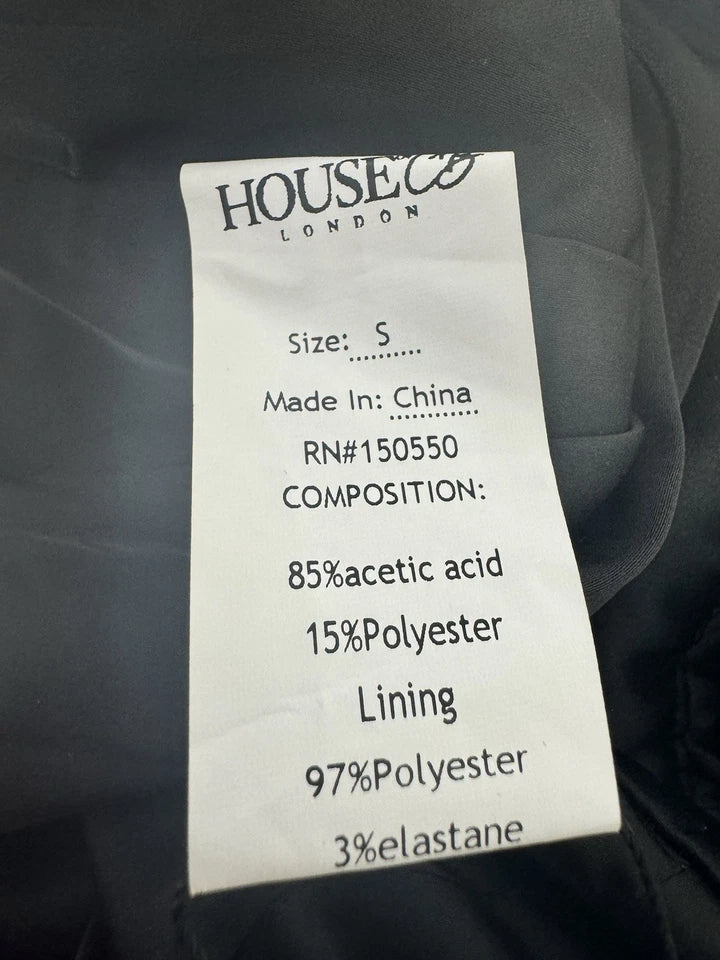 HOUSE CB
LONDON
Size: S
Made In: China
RN#150550
COMPOSITION:
85%acetic acid
15%Polyester
Lining
97%Polyester
3%elastane